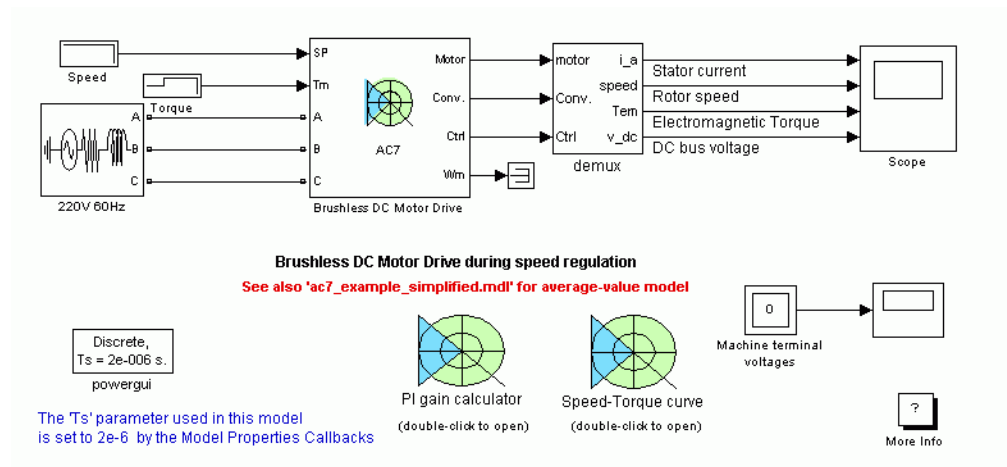 SP
Motor
motor
i_a
Speed
Stator current
Tm
speed
Torque
Conv.
Conv.
Rotor speed
A
A
Tem
Electromagnetic Torque
B
B
AC7
Ctrl
Ctrl
v_dc
DC bus voltage
demux
Scope
C
C
Wm
220V 60Hz
Brushless DC Motor Drive
Brushless DC Motor Drive during speed regulation
See also 'ac7_example_simplified.mdl' for average-value model
0
Discrete,
Ts = 2e-006 s.
powergui
Machine terminal
voltages
PI gain calculator
(double-click to open)
Speed-Torque curve
(double-click to open)
The 'Ts' parameter used in this model
is set to 2e-6 by the Model Properties Callbacks
?
More Info